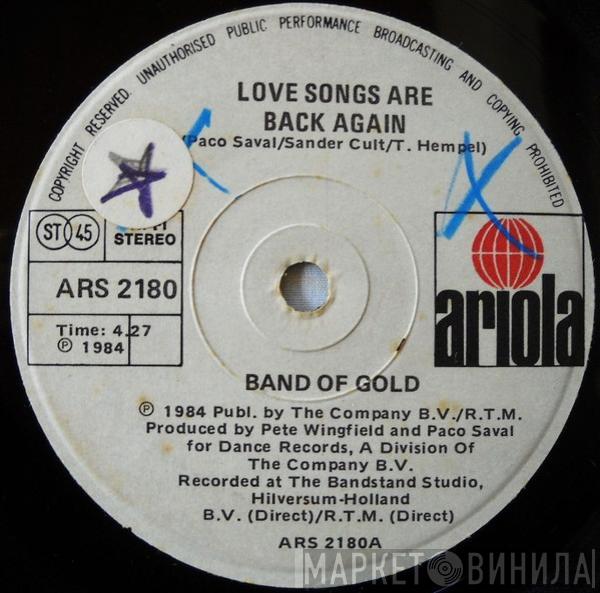 COPYRIGHT RESERVED. UNAUTHORISED PUBLIC PERFORMANCE BROADCASTING AND COPYING PROHIBITED
LOVE SONGS ARE
BACK AGAIN
(Paco Saval/Sander Cult/T. Hempel)
ST 45
STEREO
ARS 2180
Time: 4.27
℗ 1984
ariola
BAND OF GOLD
℗ 1984 Publ. by The Company B.V./R.T.M.
Produced by Pete Wingfield and Paco Saval
for Dance Records, A Division Of
The Company B.V.
Recorded at The Bandstand Studio,
Hilversum-Holland
B.V. (Direct)/R.T.M. (Direct)
ARS 2180A
МАРКЕТ ВИНИЛА